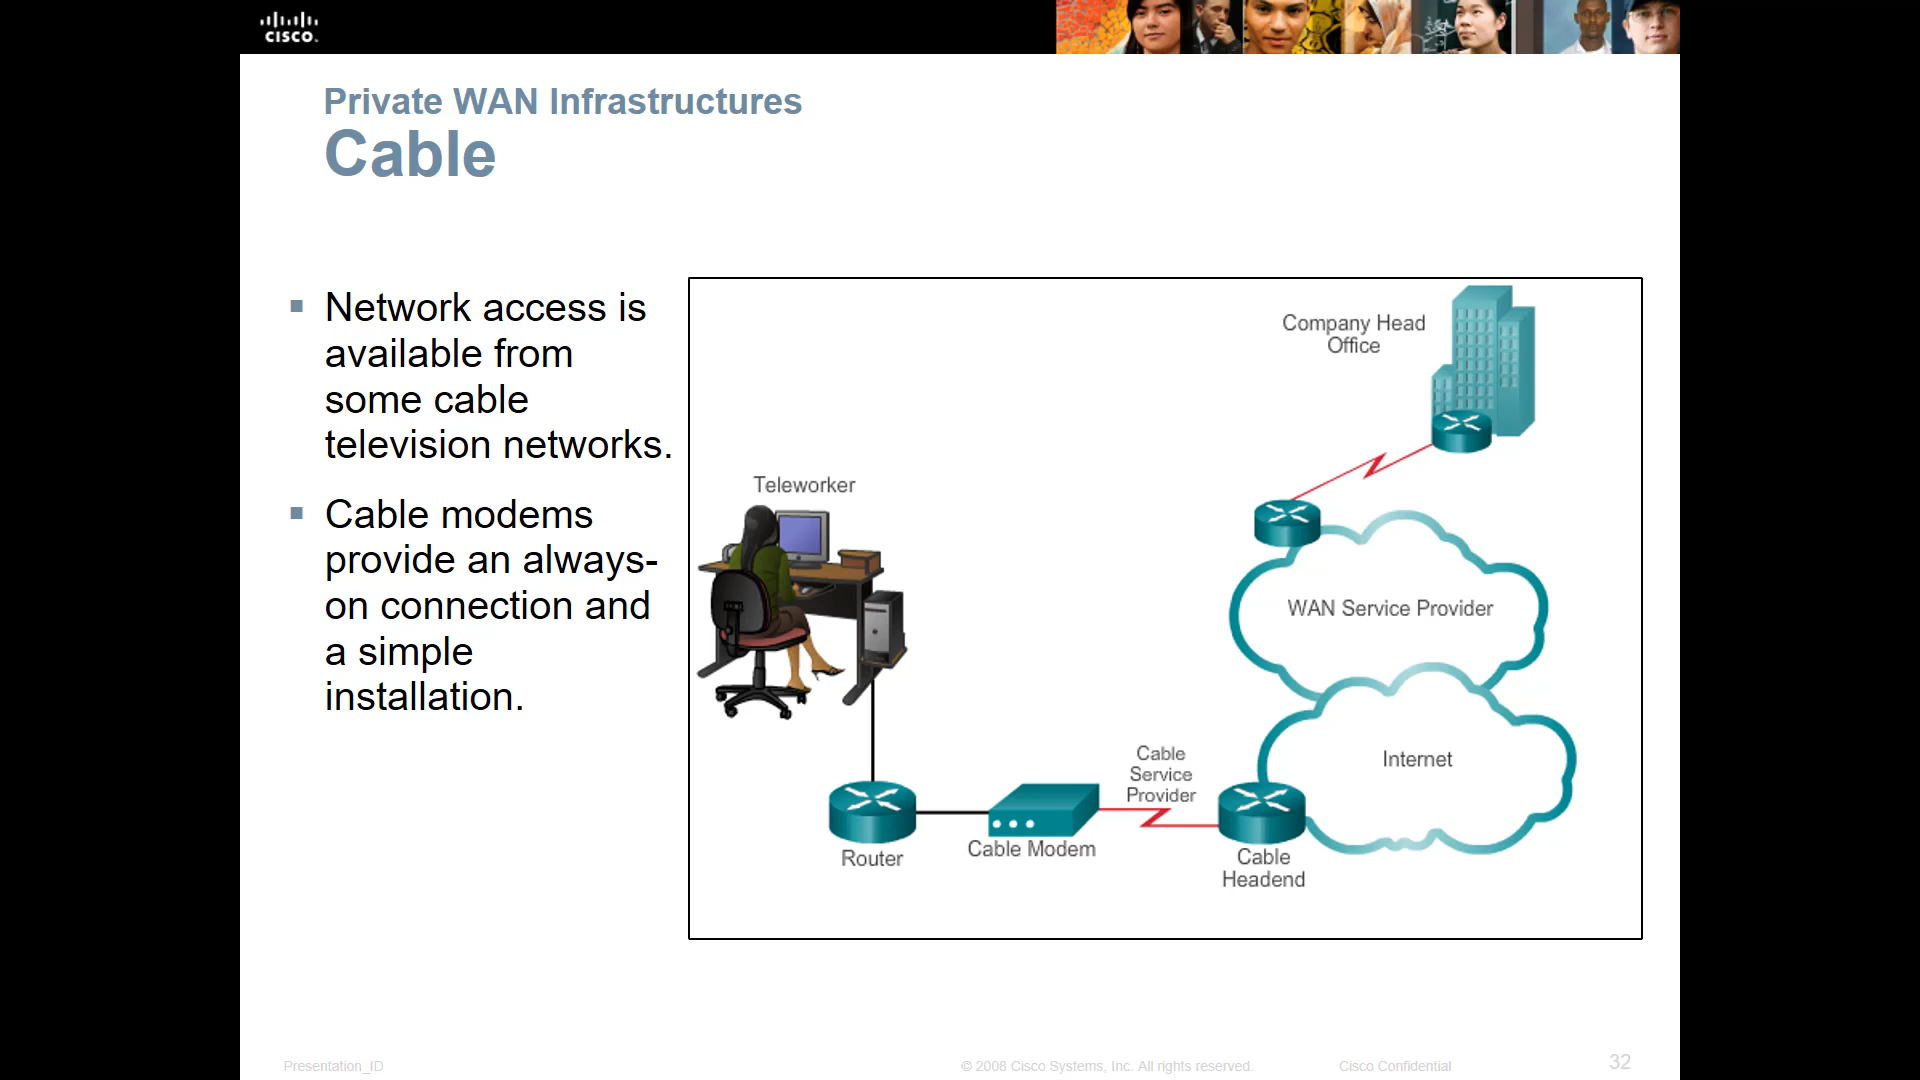 CISCO.
Private WAN Infrastructures
Cable
Network access is
available from
some cable
television networks.
Cable modems
provide an always-
on connection and
a simple
installation.
Company Head
Office
Teleworker
WAN Service Provider
Internet
Cable
Service
Provider
Router
Cable Modem
Cable
Headend
Presentation_ID
© 2008 Cisco Systems, Inc. All rights reserved.
Cisco Confidential
32